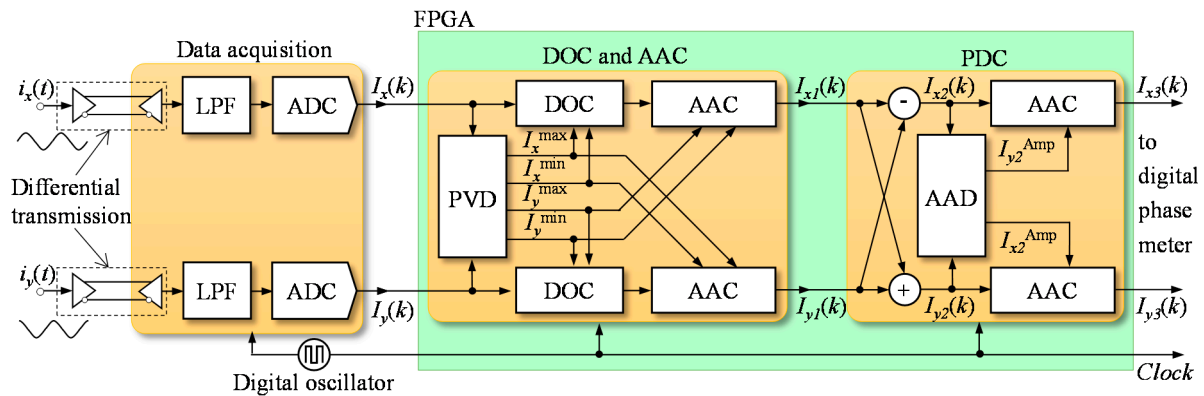 FPGA
Data acquisition
DOC and AAC
PDC
i_x(t)
LPF
ADC
I_x(k)
DOC
AAC
I_x1(k)
-
I_x2(k)
AAC
I_x3(k)
Differential
transmission
PVD
I_x^max
I_x^min
I_y^max
I_y^min
AAD
I_y2^Amp
I_x2^Amp
to
digital
phase
meter
i_y(t)
LPF
ADC
I_y(k)
DOC
AAC
I_y1(k)
+
I_y2(k)
AAC
I_y3(k)
Digital oscillator
Clock